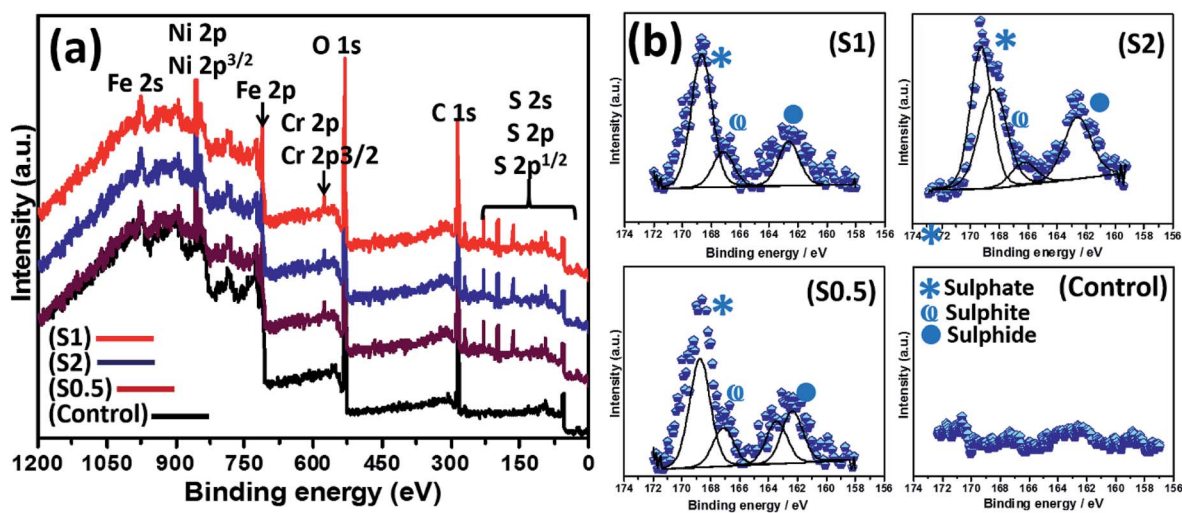 (a)
Ni 2p
Ni 2p3/2
Fe 2s
Fe 2p
O 1s
Cr 2p
Cr 2p3/2
C 1s
S 2s
S 2p
S 2p1/2
(S1)
(S2)
(S0.5)
(Control)
Intensity (a.u.)
1200 1050 900 750 600 450 300 150 0
Binding energy (eV)
(b)
(S1)
Intensity (a.u.)
174 172 170 168 166 164 162 160 158 156
Binding energy / eV
(S2)
Intensity (a.u.)
174 172 170 168 166 164 162 160 158 156
Binding energy / eV
(S0.5)
Intensity (a.u.)
174 172 170 168 166 164 162 160 158 156
Binding energy / eV
(Control)
Sulphate
Sulphite
Sulphide
Intensity (a.u.)
174 172 170 168 166 164 162 160 158 156
Binding energy / eV